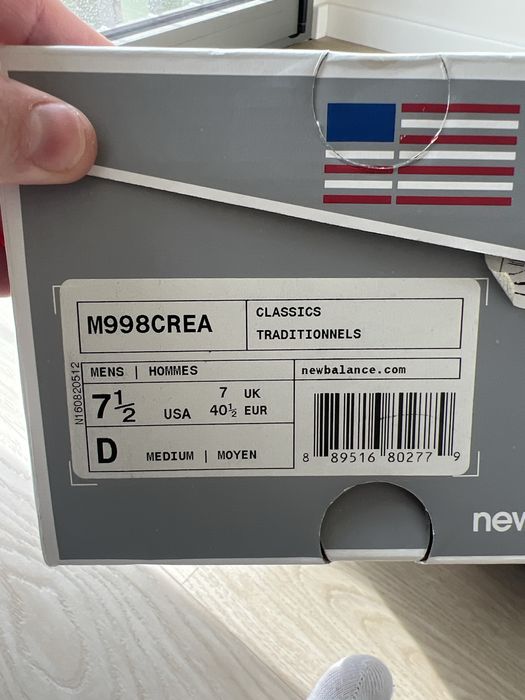 M998CREA
CLASSICS
TRADITIONNELS
MENS | HOMMES
newbalance.com
7½ USA
7 UK
40½ EUR
D MEDIUM | MOYEN
8 89516 80277 9
N160820512
new